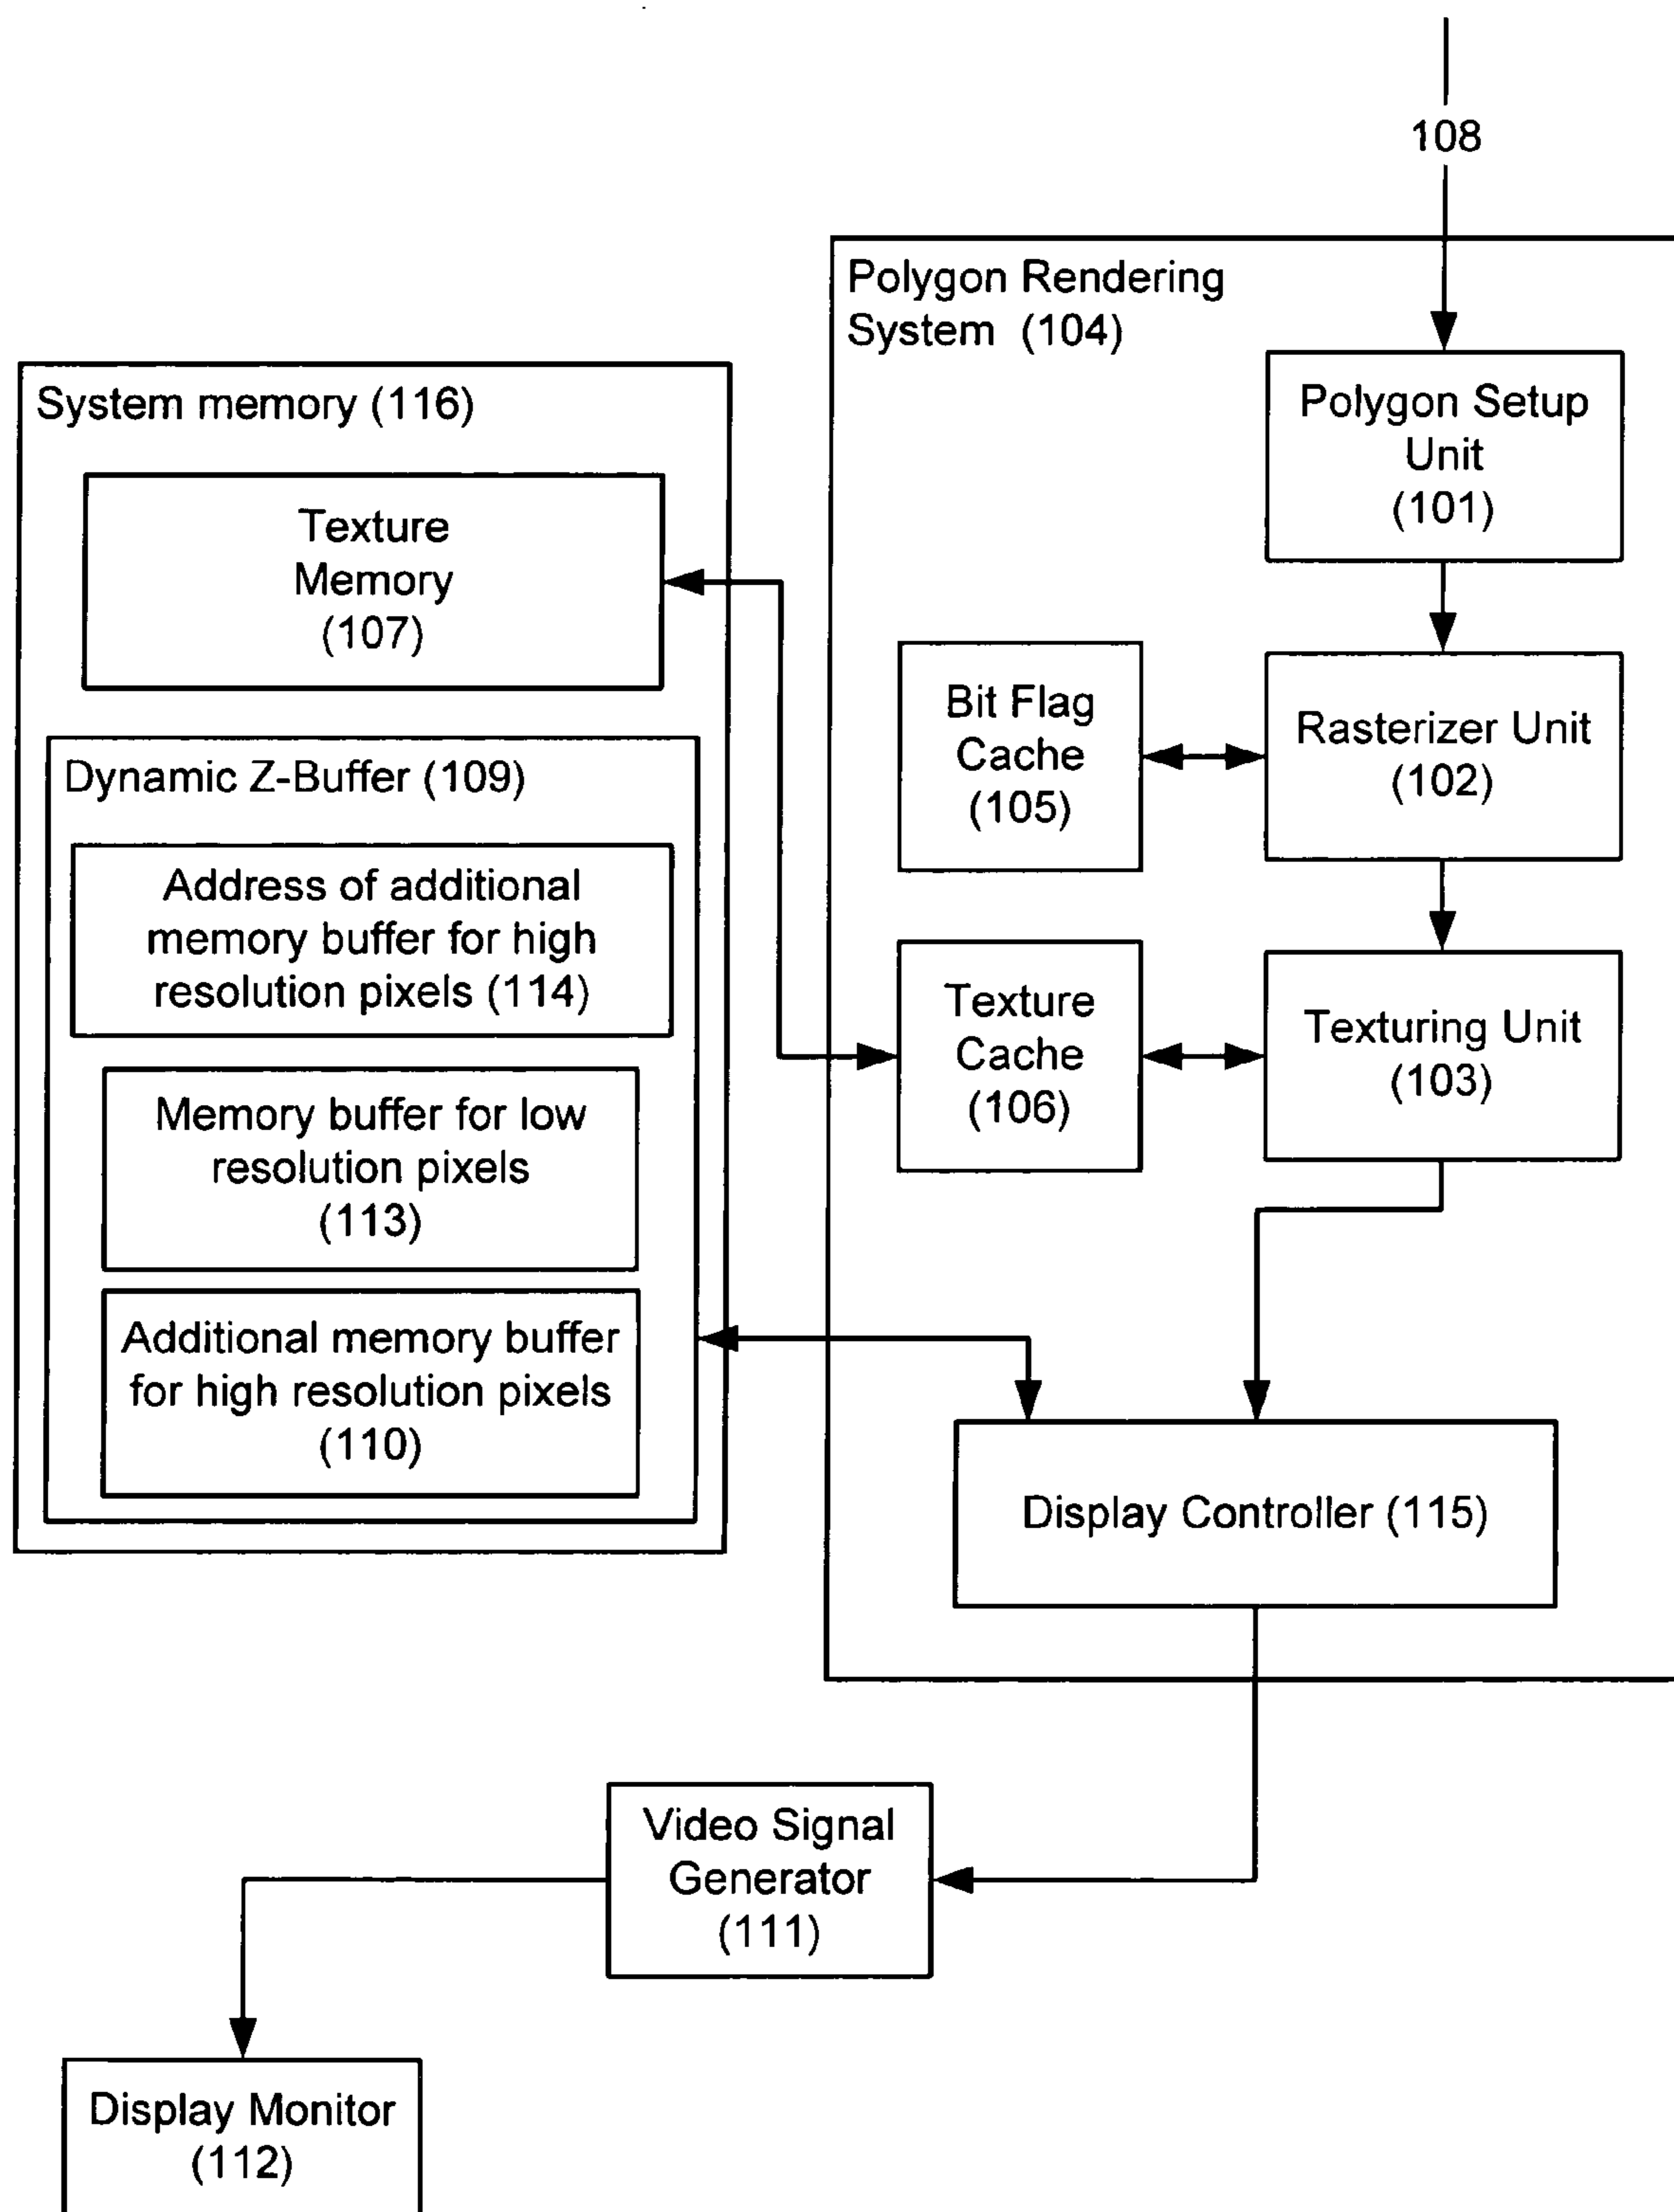 108
Polygon Rendering
System (104)
Polygon Setup
Unit
(101)
System memory (116)
Texture
Memory
(107)
Bit Flag
Cache
(105)
Rasterizer Unit
(102)
Dynamic Z-Buffer (109)
Address of additional
memory buffer for high
resolution pixels (114)
Texture
Cache
(106)
Texturing Unit
(103)
Memory buffer for low
resolution pixels
(113)
Additional memory buffer
for high resolution pixels
(110)
Display Controller (115)
Video Signal
Generator
(111)
Display Monitor
(112)